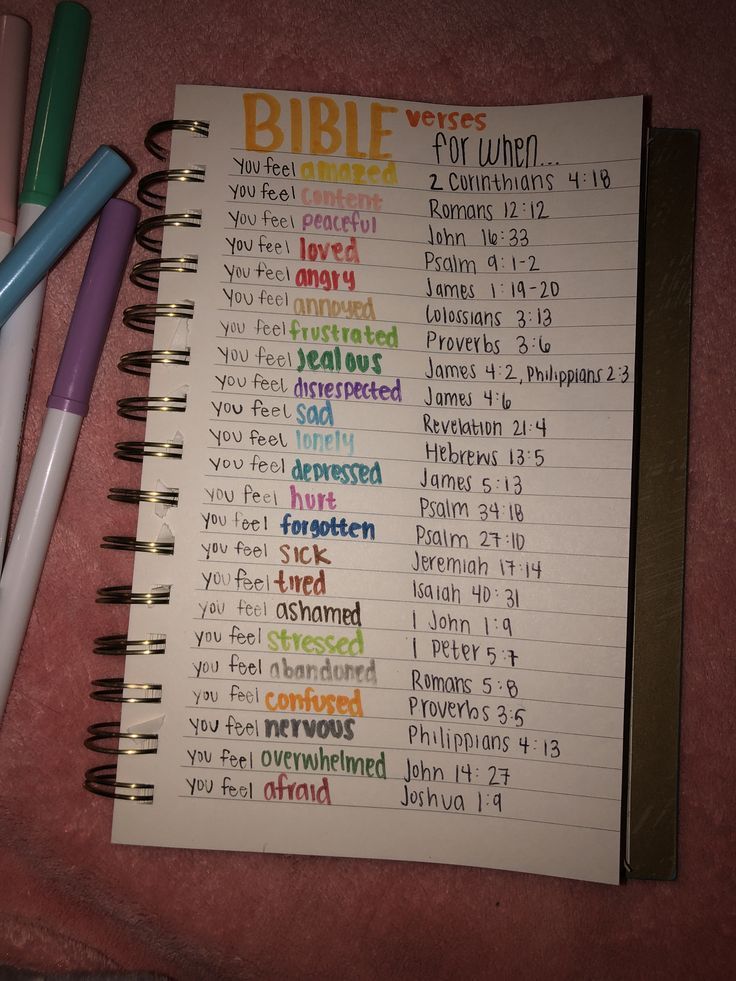 BIBLE verses
for when...
you feel amazed 2 Corinthians 4:18
you feel content Romans 12:12
you feel peaceful John 16:33
you feel loved Psalm 9:1-2
you feel angry James 1:19-20
you feel annoyed Colossians 3:13
you feel frustrated Proverbs 3:6
you feel jealous James 4:2, Philippians 2:3
you feel disrespected James 4:6
you feel sad Revelation 21:4
you feel lonely Hebrews 13:5
you feel depressed James 5:13
you feel hurt Psalm 34:18
you feel forgotten Psalm 27:10
you feel SICK Jeremiah 17:14
you feel tired Isaiah 40:31
you feel ashamed 1 John 1:9
you feel stressed 1 Peter 5:7
you feel abandoned Romans 5:8
you feel confused Proverbs 3:5
you feel nervous Philippians 4:13
you feel overwhelmed John 14:27
you feel afraid Joshua 1:9